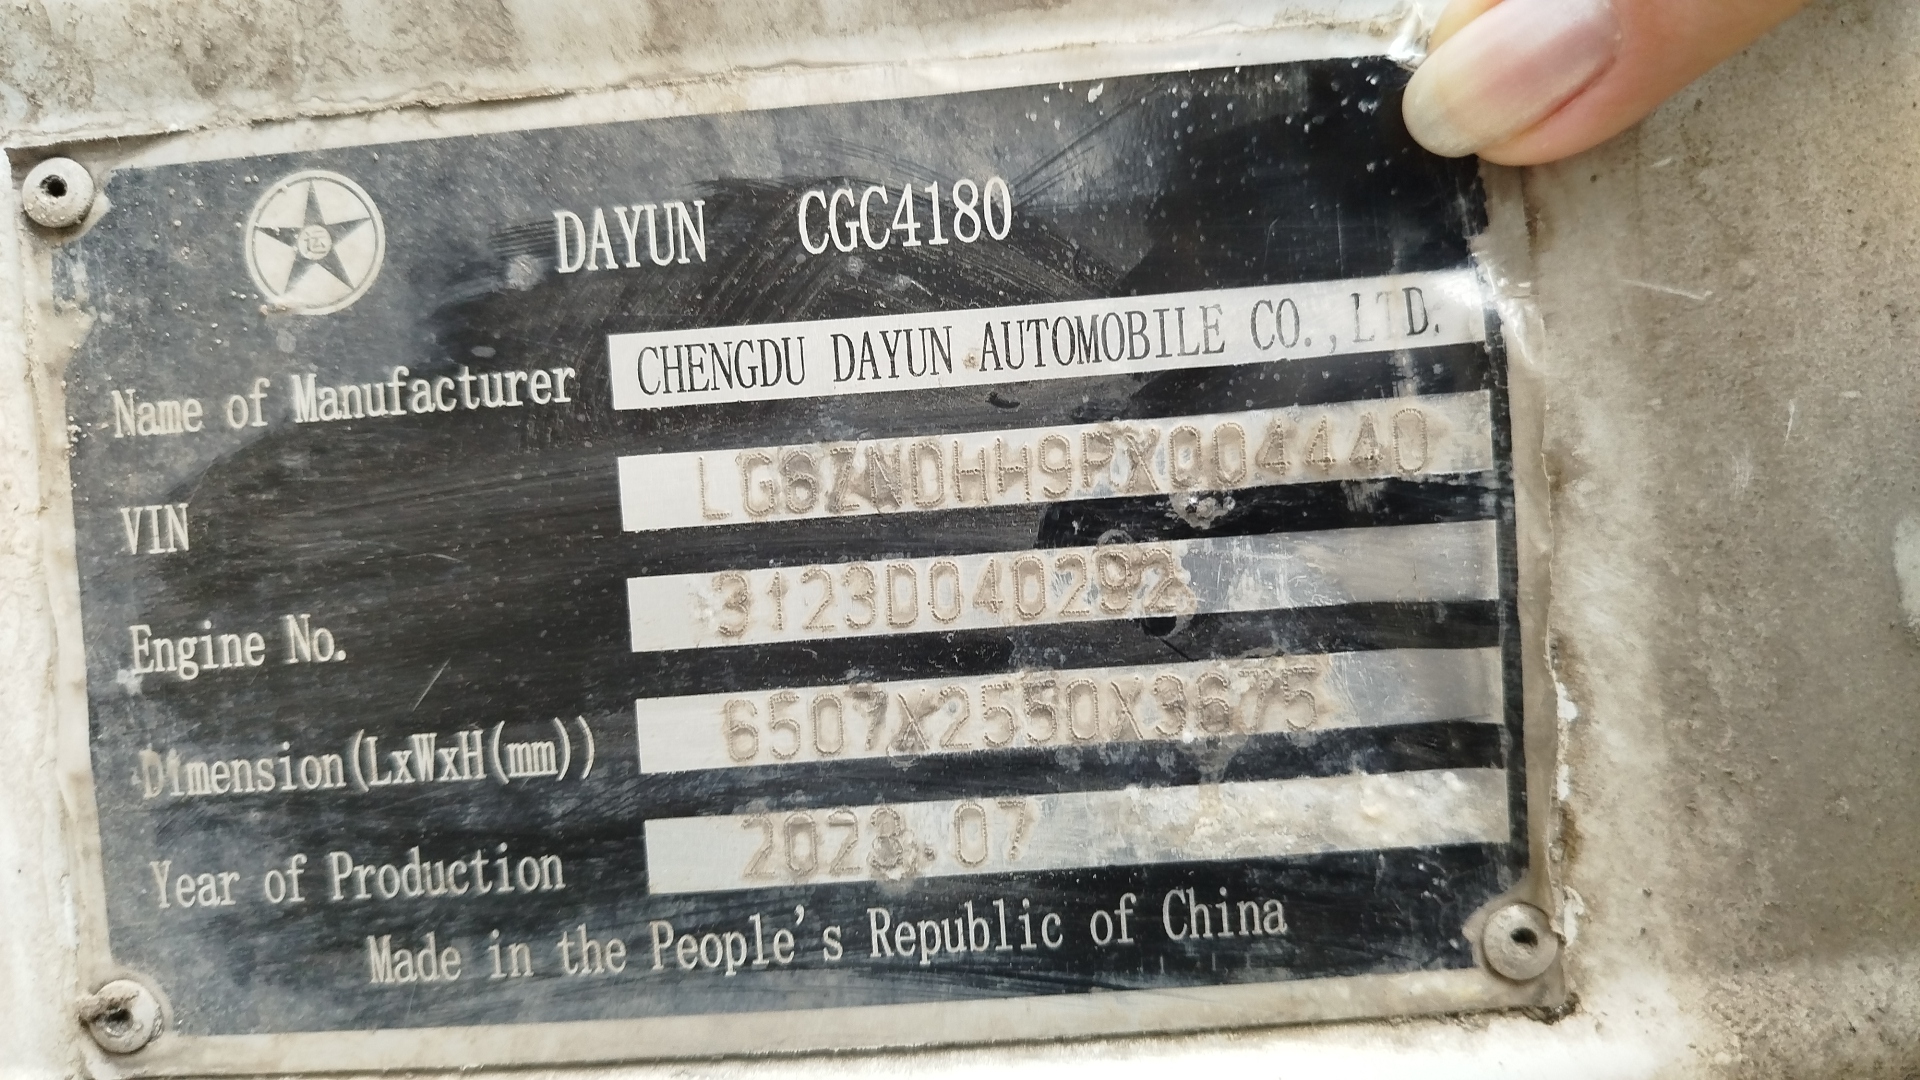 运
DAYUN CGC4180
Name of Manufacturer CHENGDU DAYUN AUTOMOBILE CO.,LTD.
VIN LG6ZNDHH9PX004440
Engine No. 3123D040292
Dimension(LxWxH(mm)) 6507X2550X3675
Year of Production 2023.07
Made in the People's Republic of China